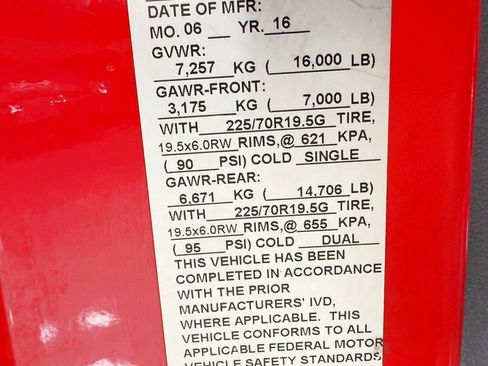 DATE OF MFR:
MO. 06 YR. 16
GVWR:
7,257 KG ( 16,000 LB)
GAWR-FRONT:
3,175 KG ( 7,000 LB)
WITH 225/70R19.5G TIRE,
19.5x6.0RW RIMS,@ 621 KPA,
( 90 PSI) COLD SINGLE
GAWR-REAR:
6,671 KG ( 14,706 LB)
WITH 225/70R19.5G TIRE,
19.5x6.0RW RIMS,@ 655 KPA,
( 95 PSI) COLD DUAL
THIS VEHICLE HAS BEEN
COMPLETED IN ACCORDANCE
WITH THE PRIOR
MANUFACTURERS' IVD,
WHERE APPLICABLE. THIS
VEHICLE CONFORMS TO ALL
APPLICABLE FEDERAL MOTOR
VEHICLE SAFETY STANDARDS